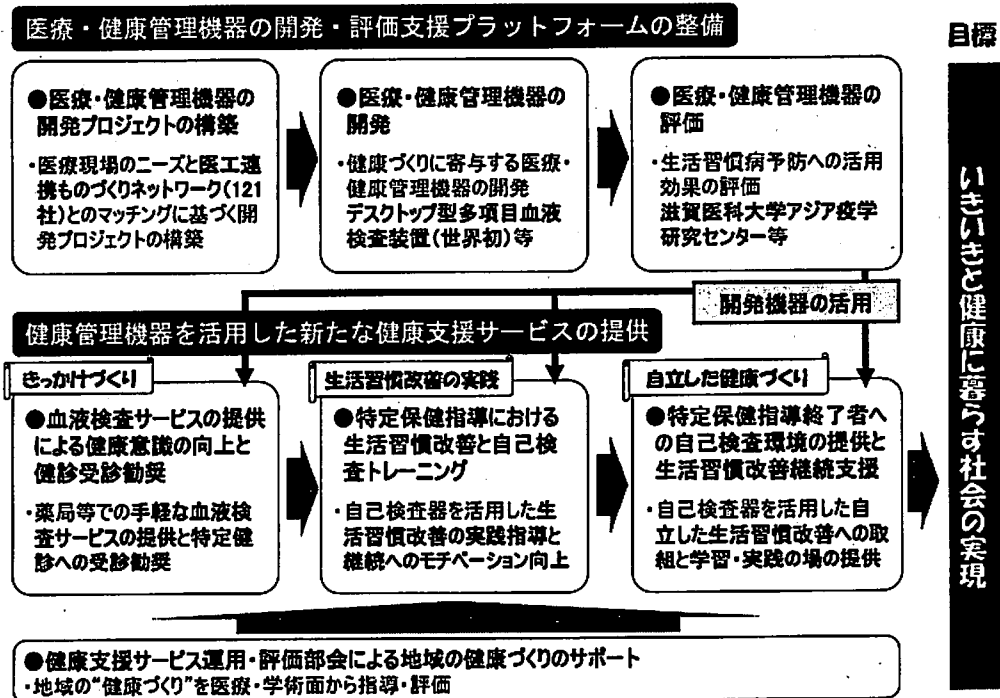 医療・健康管理機器の開発・評価支援プラットフォームの整備
目標
●医療・健康管理機器の
開発プロジェクトの構築
・医療現場のニーズと医工連
携ものづくりネットワーク(121
社)とのマッチングに基づく開
発プロジェクトの構築
●医療・健康管理機器の
開発
・健康づくりに寄与する医療・
健康管理機器の開発
デスクトップ型多項目血液
検査装置(世界初)等
●医療・健康管理機器の
評価
・生活習慣病予防への活用
効果の評価
滋賀医科大学アジア疫学
研究センター等
開発機器の活用
健康管理機器を活用した新たな健康支援サービスの提供
きっかけづくり
●血液検査サービスの提供
による健康意識の向上と
健診受診勧奨
・薬局等での手軽な血液検
査サービスの提供と特定健
診への受診勧奨
生活習慣改善の実践
●特定保健指導における
生活習慣改善と自己検
査トレーニング
・自己検査器を活用した生
活習慣改善の実践指導と
継続へのモチベーション向上
自立した健康づくり
●特定保健指導終了者へ
の自己検査環境の提供と
生活習慣改善継続支援
・自己検査器を活用した自
立した生活習慣改善への取
組と学習・実践の場の提供
いきいきと健康に暮らす社会の実現
●健康支援サービス運用・評価部会による地域の健康づくりのサポート
・地域の“健康づくり”を医療・学術面から指導・評価